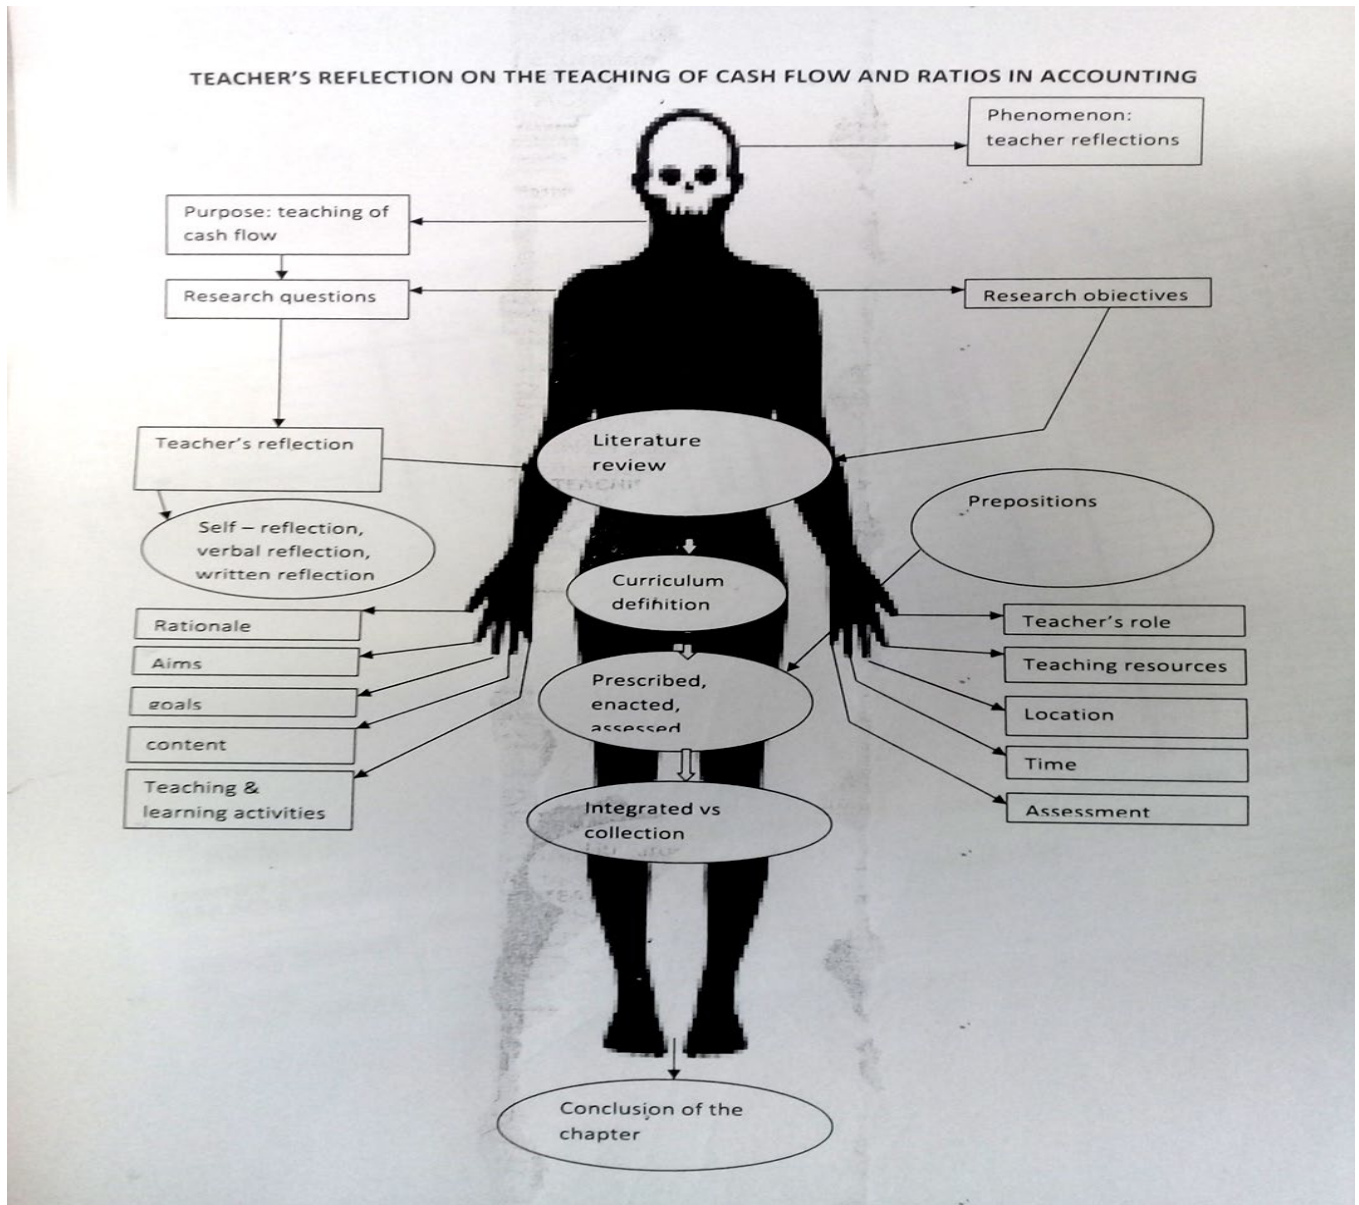 TEACHER'S REFLECTION ON THE TEACHING OF CASH FLOW AND RATIOS IN ACCOUNTING
Phenomenon:
teacher reflections
Purpose: teaching of
cash flow
Research questions
Research objectives
Teacher's reflection
Literature
review
Prepositions
Self – reflection,
verbal reflection,
written reflection
Curriculum
definition
Rationale
Aims
goals
content
Teaching &
learning activities
Teacher's role
Teaching resources
Location
Time
Assessment
Prescribed,
enacted,
assessed
Integrated vs
collection
Conclusion of the
chapter